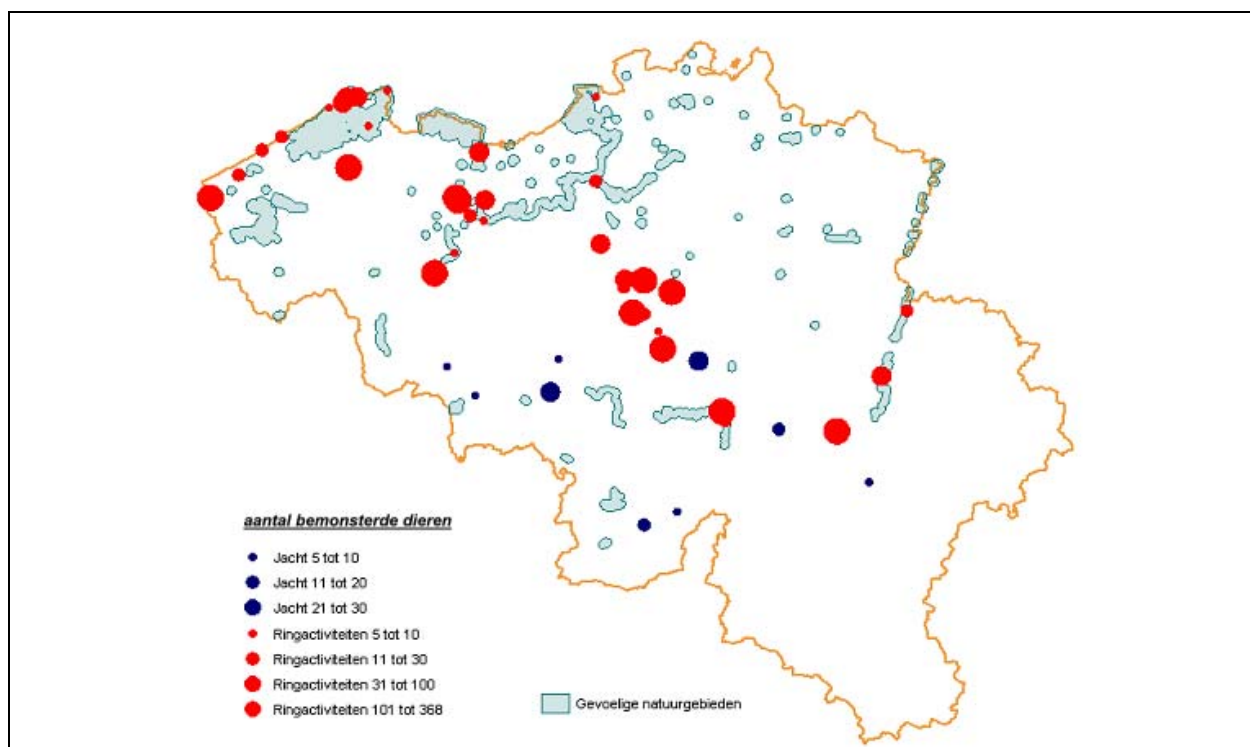 aantal bemonsterde dieren
Jacht 5 tot 10
Jacht 11 tot 20
Jacht 21 tot 30
Ringactiviteiten 5 tot 10
Ringactiviteiten 11 tot 30
Ringactiviteiten 31 tot 100
Ringactiviteiten 101 tot 368
Gevoelige natuurgebieden